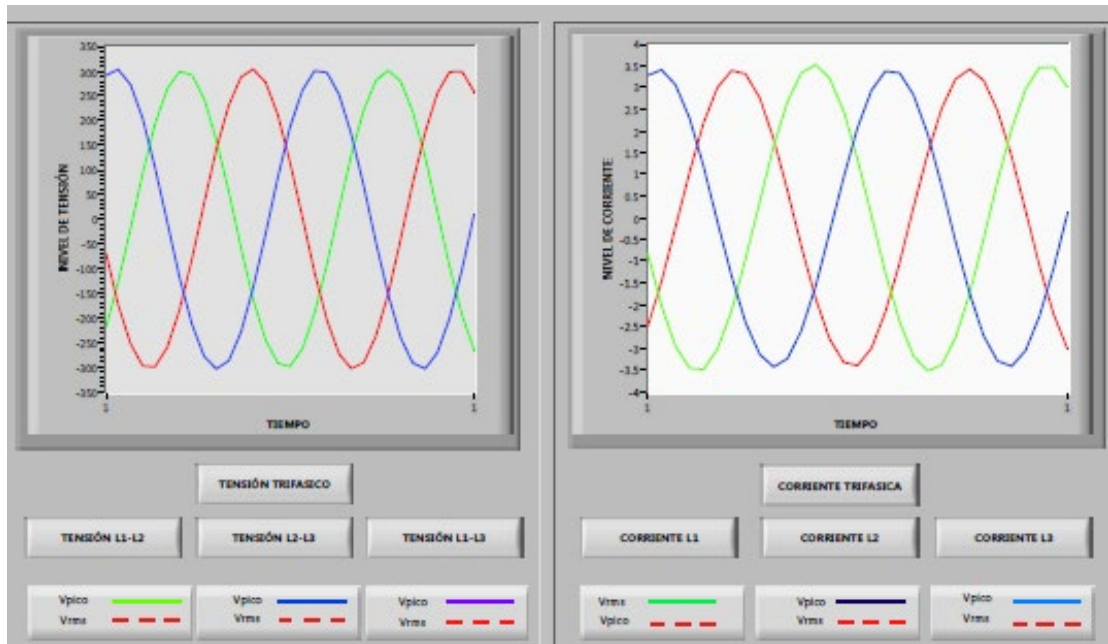 NIVEL DE TENSIÓN
350
300
250
200
150
100
50
0
-50
-100
-150
-200
-250
-300
-350
1
1
TIEMPO
NIVEL DE CORRIENTE
4
3.5
3
2.5
2
1.5
1
0.5
0
-0.5
-1
-1.5
-2
-2.5
-3
-3.5
-4
1
1
TIEMPO
TENSIÓN TRIFASICO
TENSIÓN L1-L2
TENSIÓN L2-L3
TENSIÓN L1-L3
Vpico
Vrms
Vpico
Vrms
Vpico
Vrms
CORRIENTE TRIFASICA
CORRIENTE L1
CORRIENTE L2
CORRIENTE L3
Vrms
Vpico
Vpico
Vrms
Vpico
Vrms